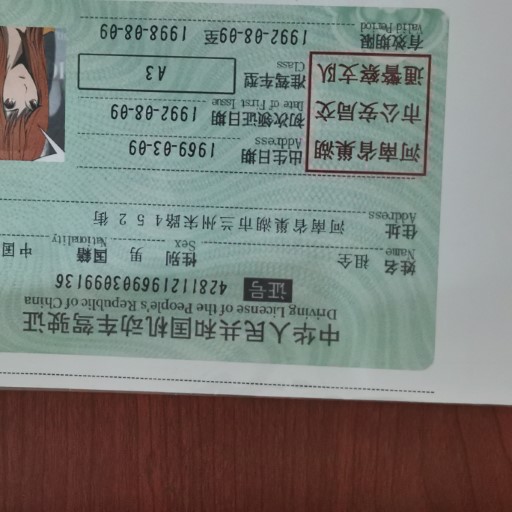 中华人民共和国机动车驾驶证
Driving License of the People's Republic of China
证号 428112196903099136
姓名 祖全 性别 男 国籍 中国
Name Sex Nationality
住址 河南省巢湖市兰州宋路452街
Address
河南省巢湖
市公安局交
通警察支队
出生日期 1969-03-09
Address
初次领证日期 1992-08-09
Date of First Issue
准驾车型 A3
Class
有效期限 1992-08-09至 1998-08-09
Valid Period